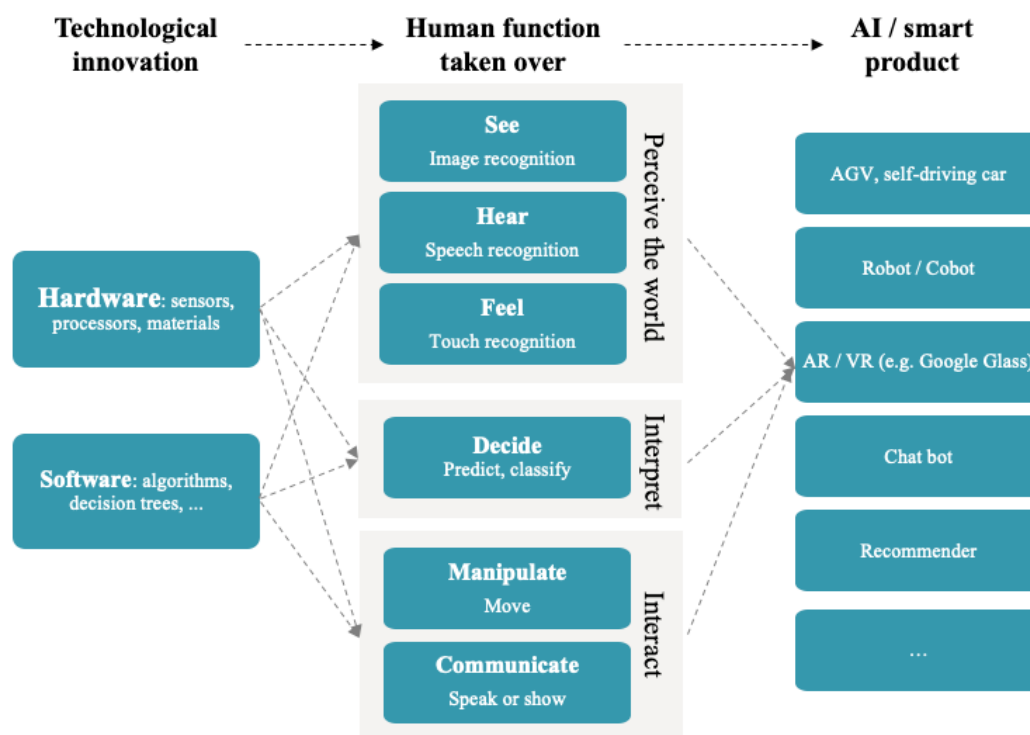 Technological
innovation
Human function
taken over
AI / smart
product
Hardware: sensors,
processors, materials
Software: algorithms,
decision trees, ...
See
Image recognition
Hear
Speech recognition
Feel
Touch recognition
Perceive the world
Decide
Predict, classify
Interpret
Manipulate
Move
Communicate
Speak or show
Interact
AGV, self-driving car
Robot / Cobot
AR / VR (e.g. Google Glass)
Chat bot
Recommender
...